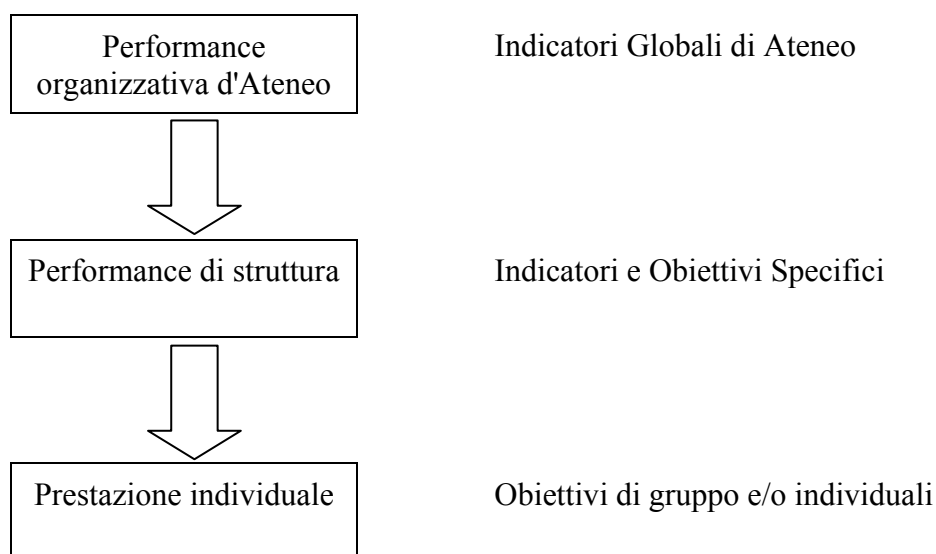 Performance
organizzativa d'Ateneo
Indicatori Globali di Ateneo
Performance di struttura
Indicatori e Obiettivi Specifici
Prestazione individuale
Obiettivi di gruppo e/o individuali